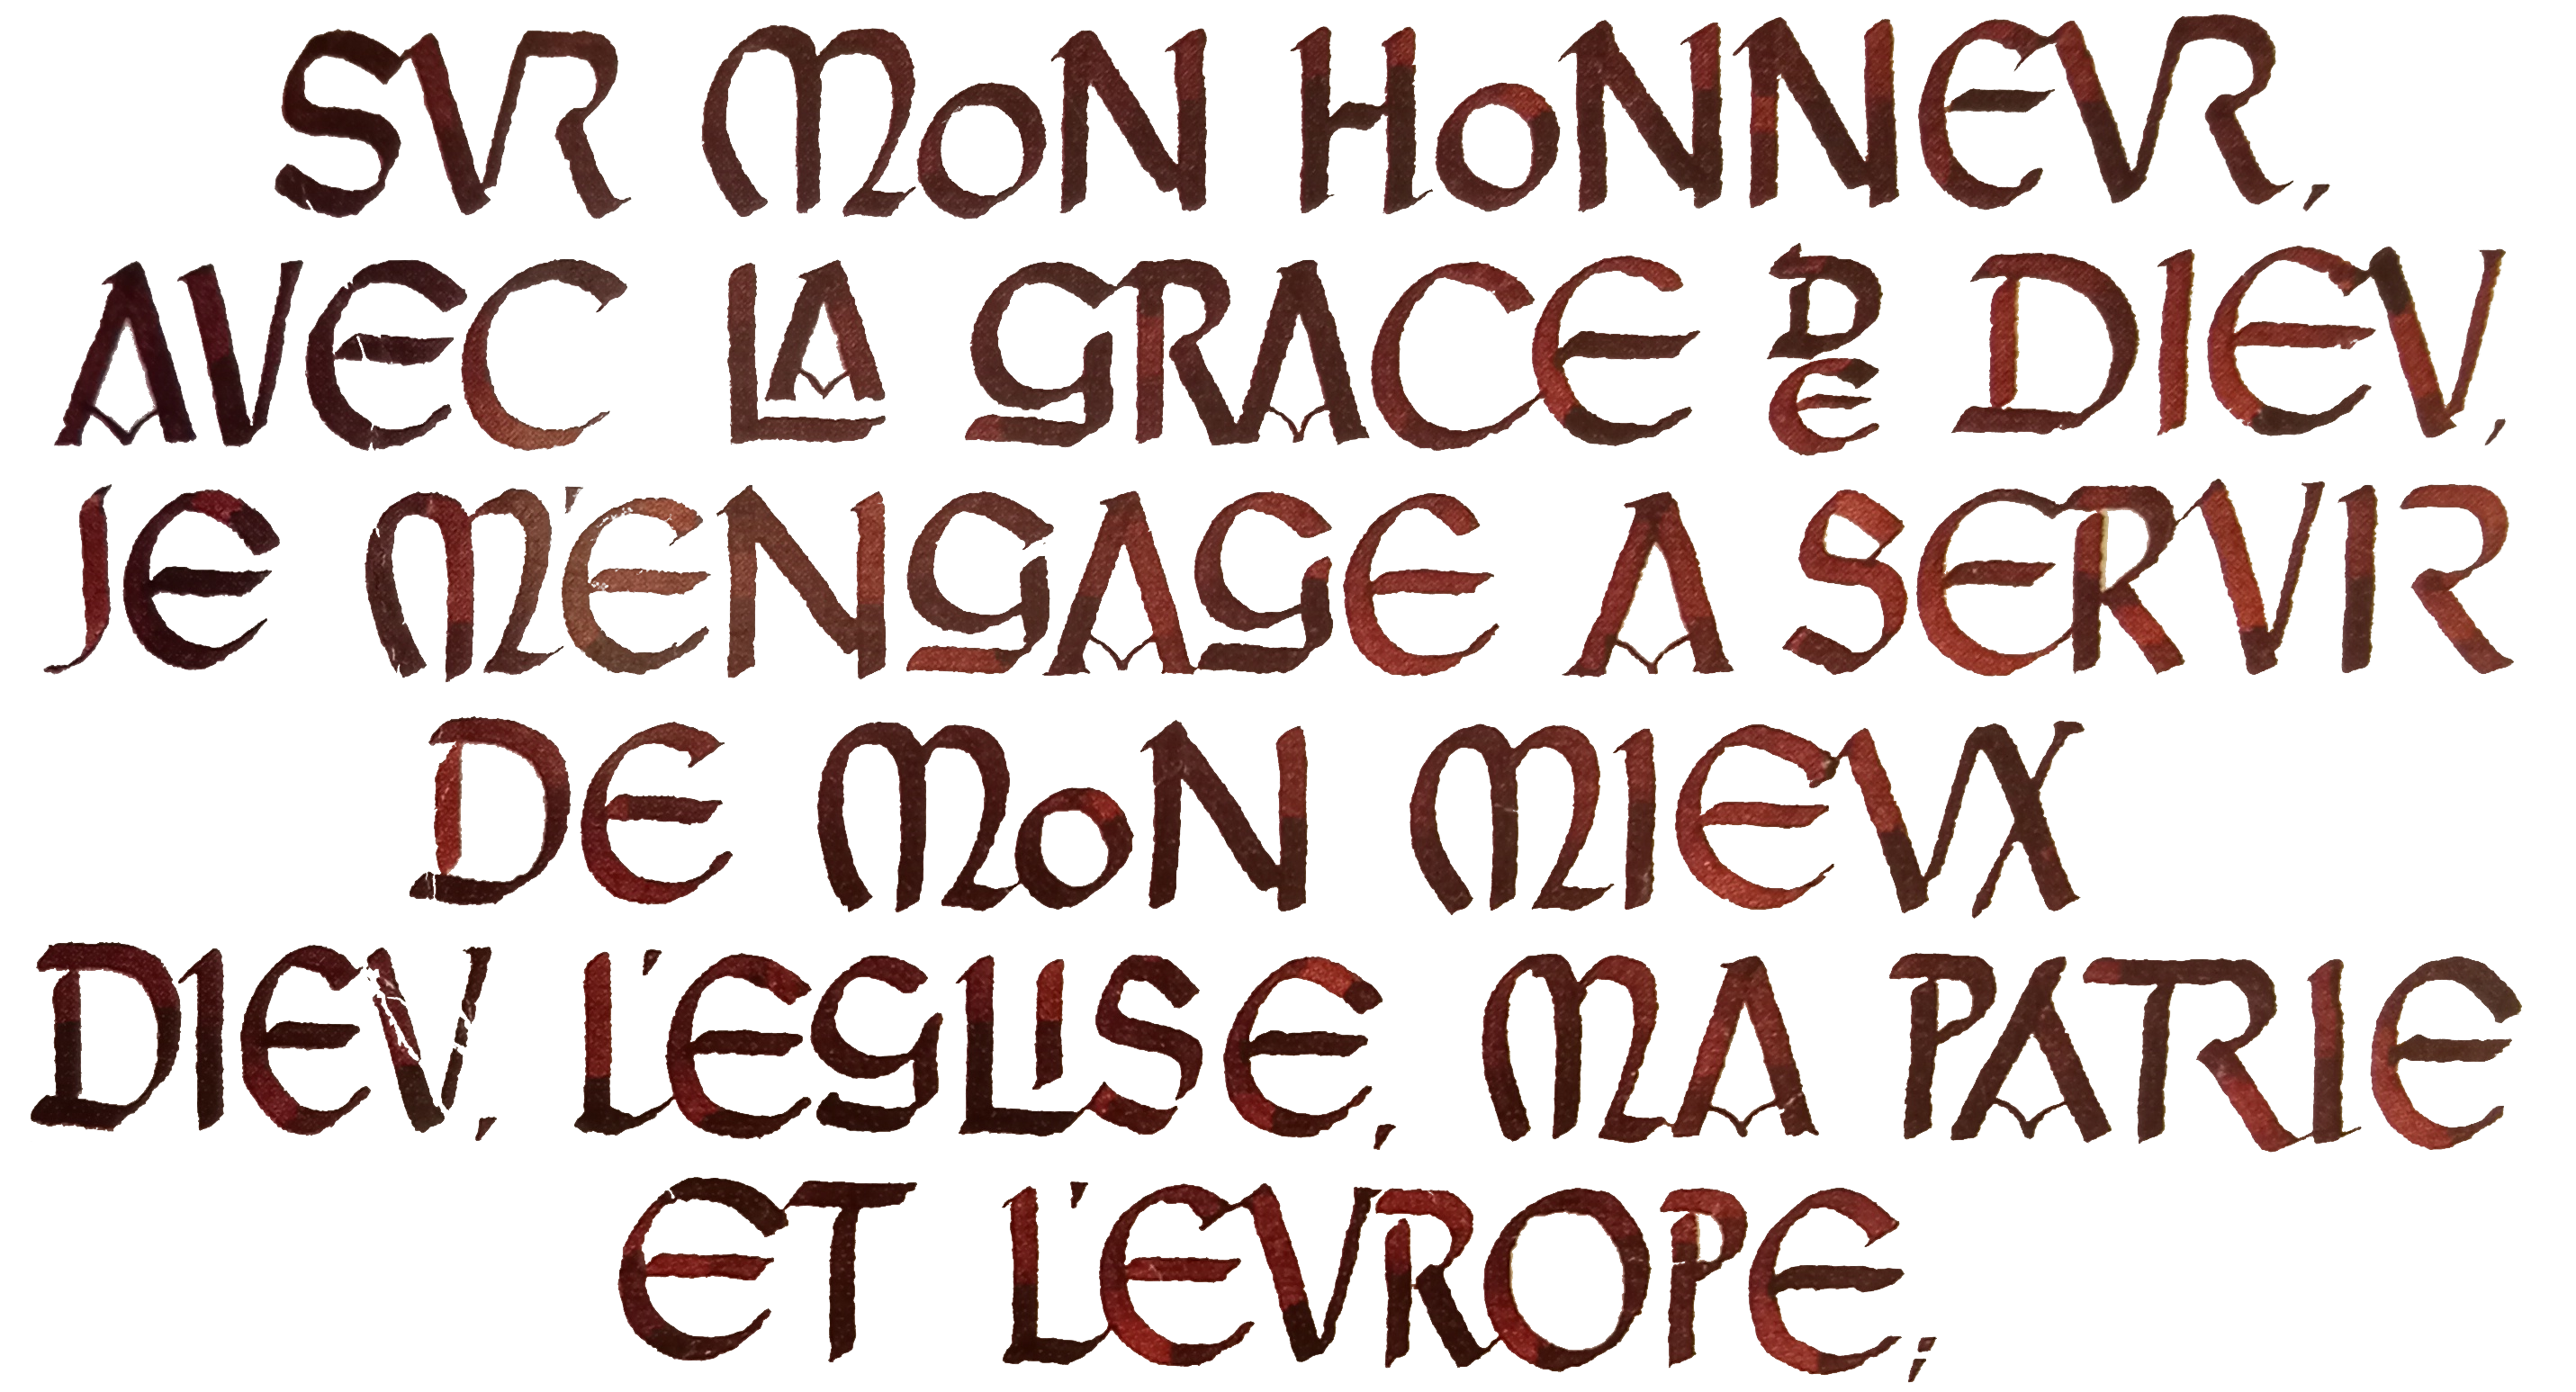 SVR MON HONNEVR,
AVEC LA GRACE DE DIEV,
JE M'ENGAGE A SERVIR
DE MON MIEVX
DIEV, L'EGLISE, MA PATRIE
ET L'EVROPE;